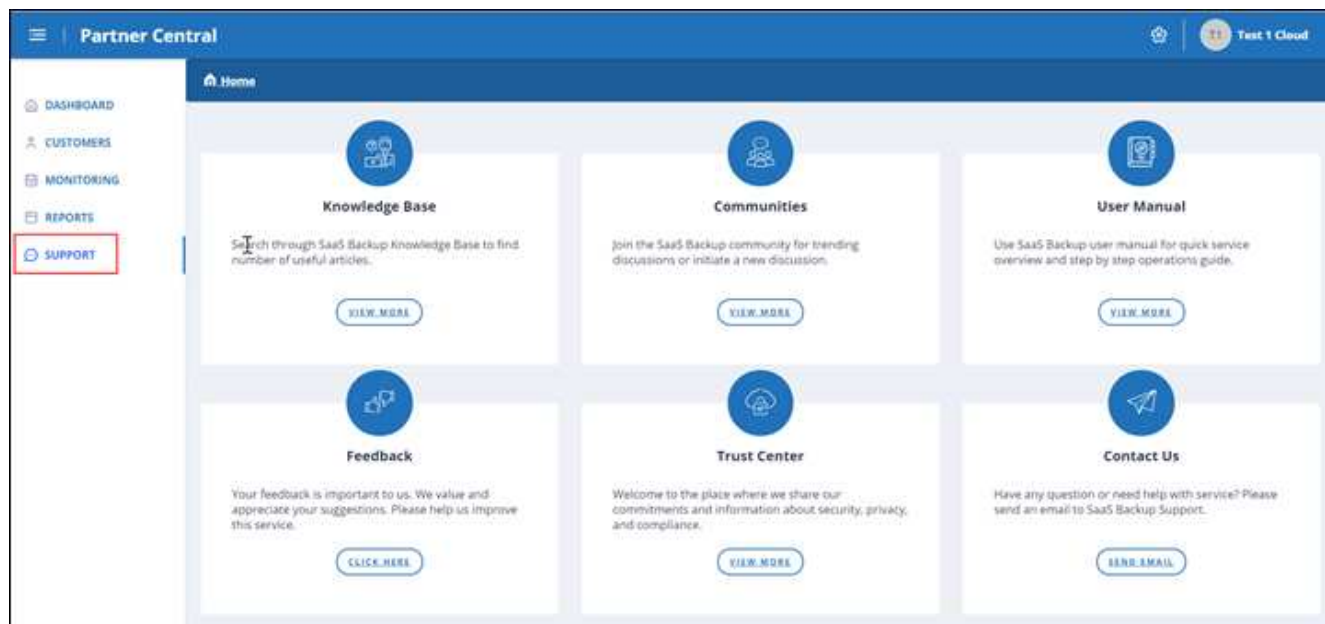 Partner Central
T1 Test 1 Cloud
Home
DASHBOARD
CUSTOMERS
MONITORING
REPORTS
SUPPORT
Knowledge Base
Search through SaaS Backup Knowledge Base to find
number of useful articles.
VIEW MORE
Communities
Join the SaaS Backup community for trending
discussions or initiate a new discussion.
VIEW MORE
User Manual
Use SaaS Backup user manual for quick service
overview and step by step operations guide.
VIEW MORE
Feedback
Your feedback is important to us. We value and
appreciate your suggestions. Please help us improve
this service.
CLICK HERE
Trust Center
Welcome to the place where we share our
commitments and information about security, privacy,
and compliance.
VIEW MORE
Contact Us
Have any question or need help with service? Please
send an email to SaaS Backup Support.
SEND EMAIL